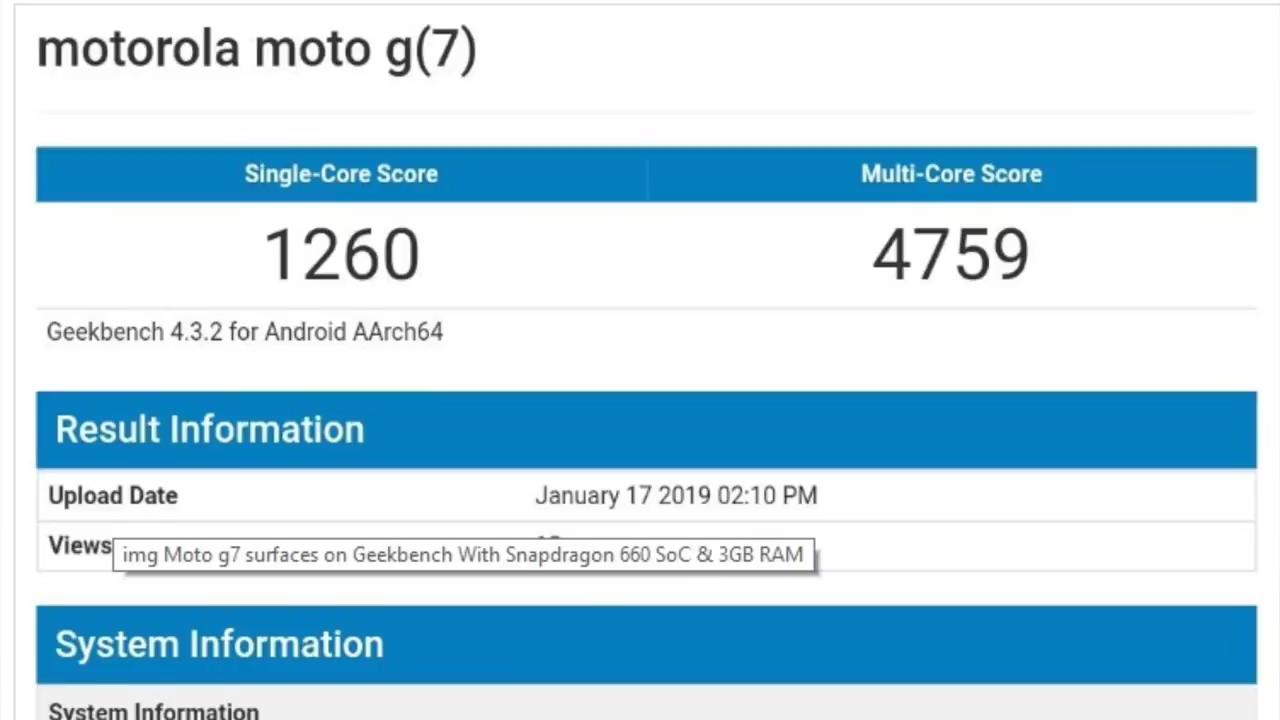 motorola moto g(7)
Single-Core Score Multi-Core Score
1260 4759
Geekbench 4.3.2 for Android AArch64
Result Information
Upload Date January 17 2019 02:10 PM
Views
img Moto g7 surfaces on Geekbench With Snapdragon 660 SoC & 3GB RAM
System Information
System Information